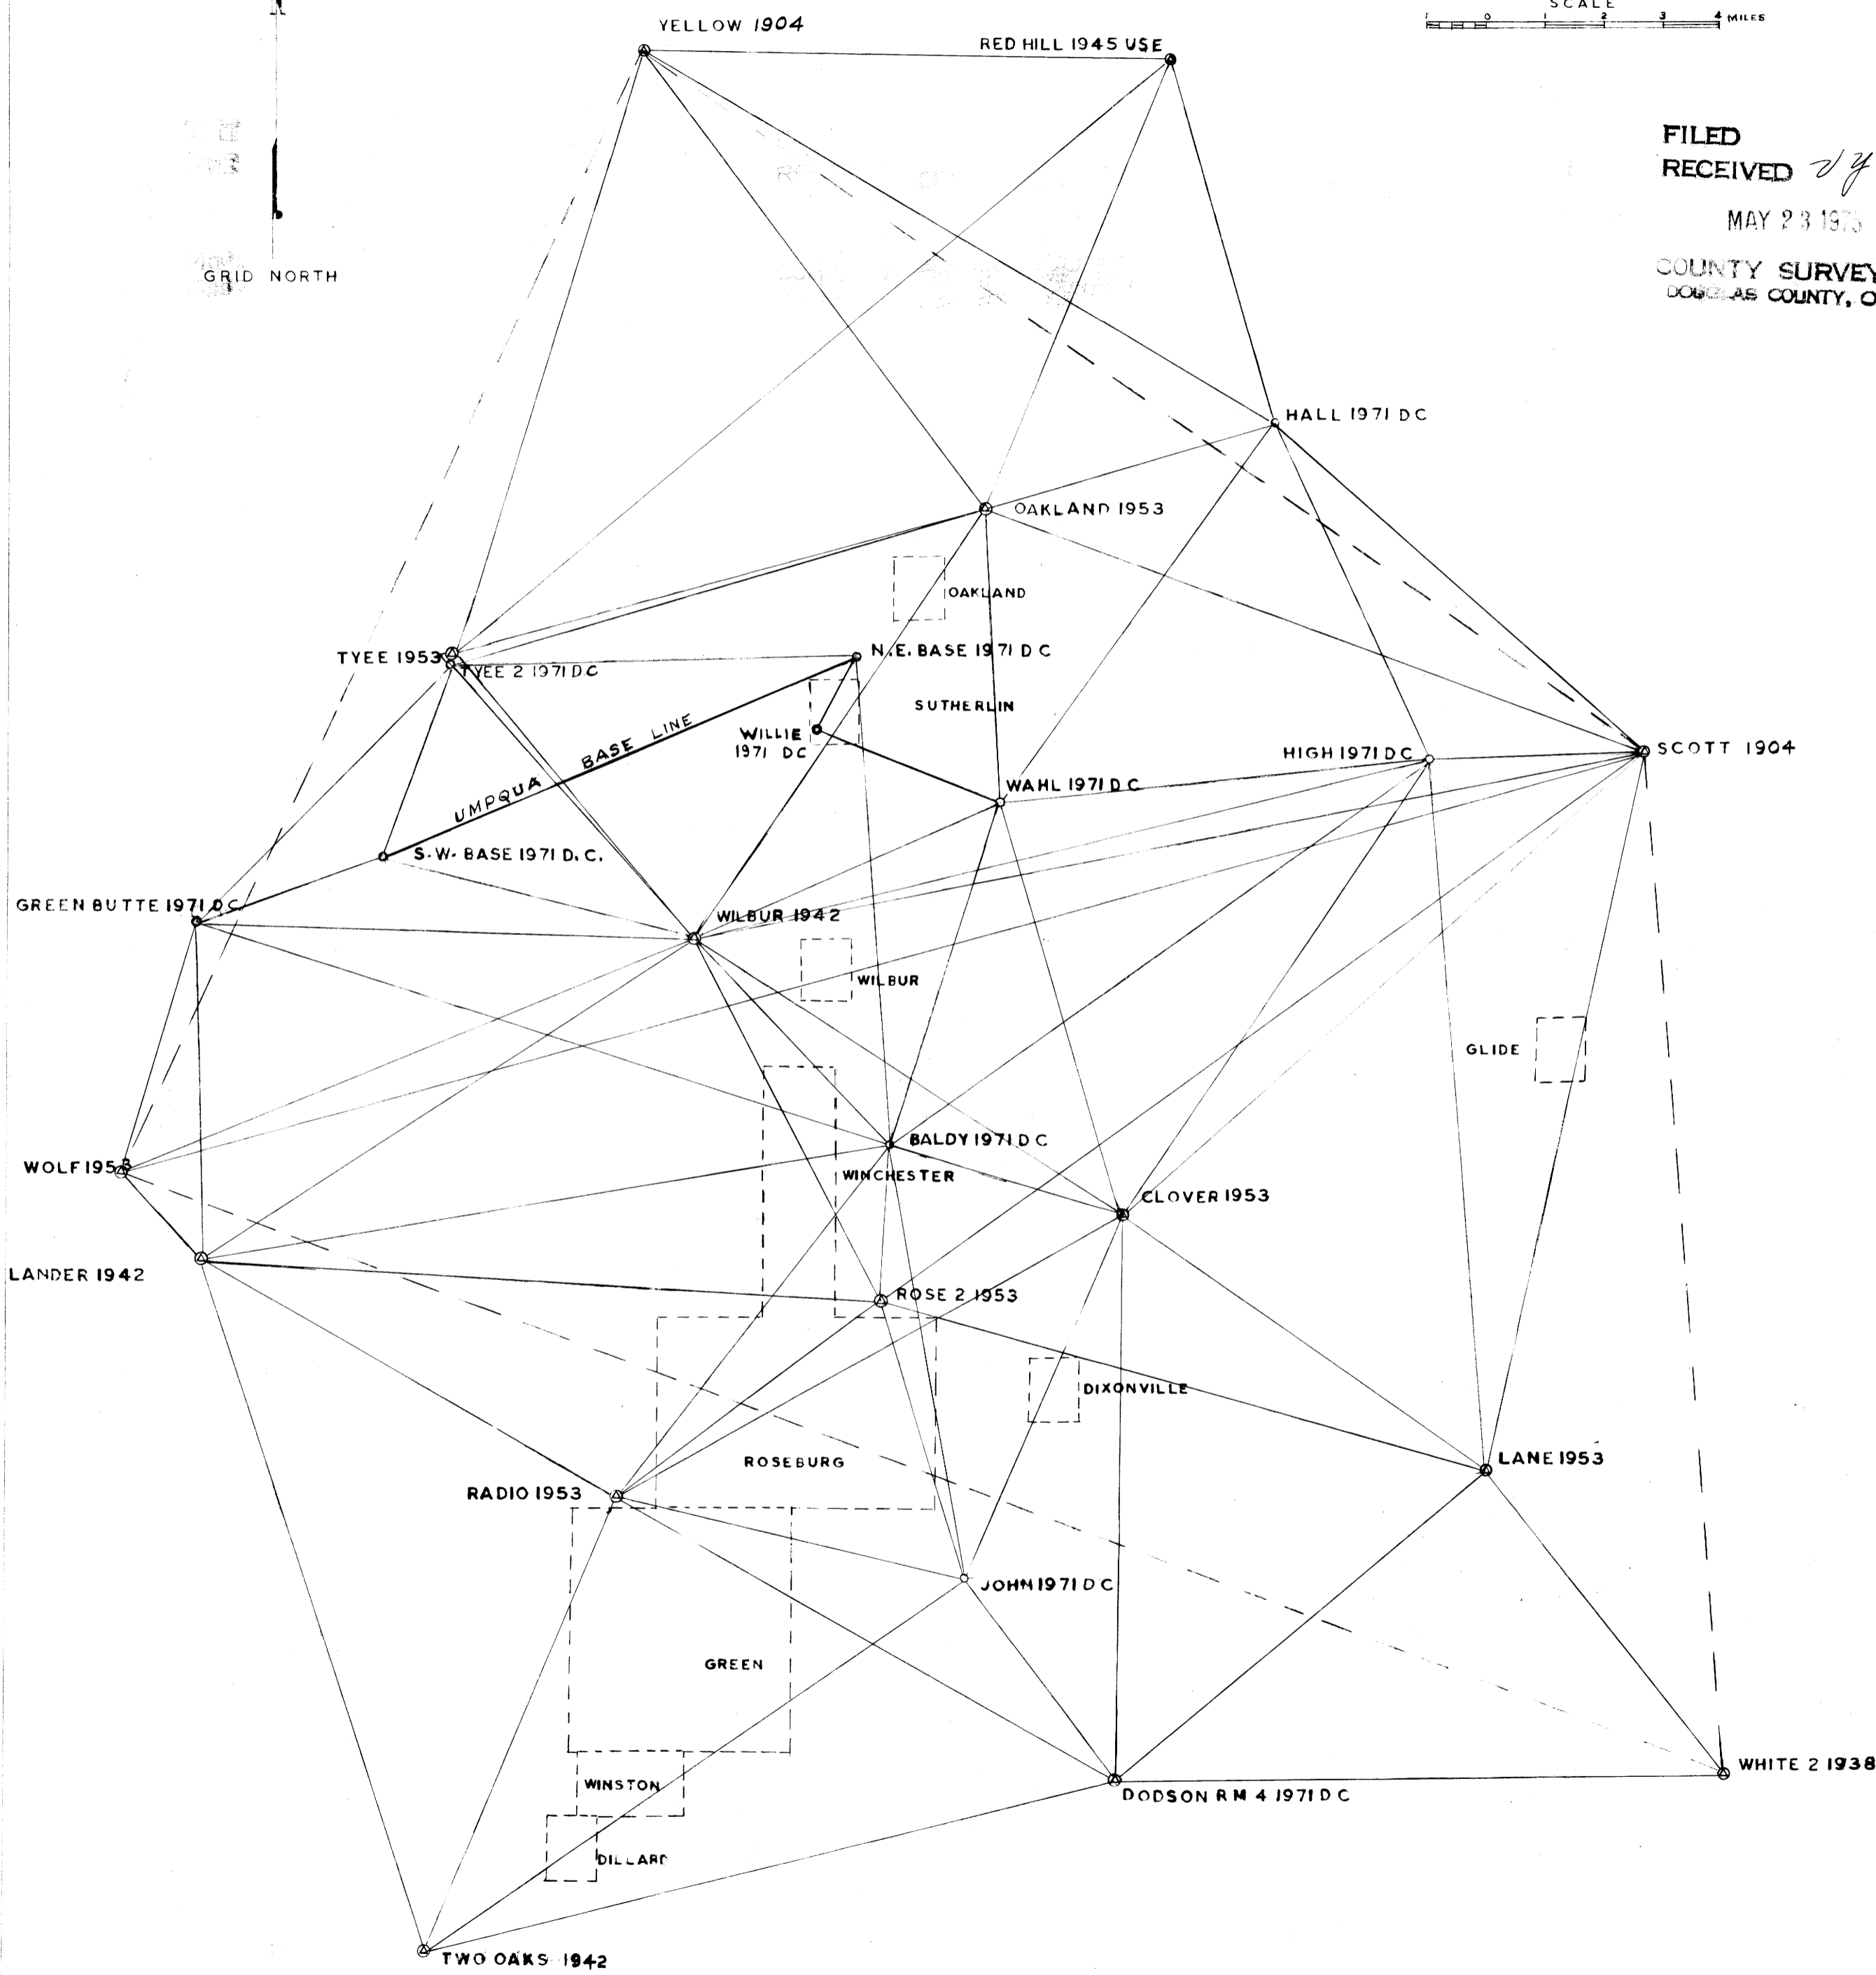 N
SCALE
1 0 1 2 3 4 MILES
YELLOW 1904
RED HILL 1945 USE
FILED
RECEIVED
MAY 23 197
COUNTY SURVEY
DOUGLAS COUNTY, O
GRID NORTH
HALL 1971 D C
OAKLAND 1953
OAKLAND
TYEE 1953
TYEE 2 1971 D.C
N.E. BASE 1971 D C
SUTHERLIN
WILLIE
1971 DC
UMPQUA BASE LINE
HIGH 1971 D C
SCOTT 1904
WAHL 1971 D C
S.W. BASE 1971 D. C.
GREEN BUTTE 1971 D C
WILBUR 1942
WILBUR
GLIDE
BALDY 1971 D C
WINCHESTER
WOLF 1953
CLOVER 1953
LANDER 1942
ROSE 2 1953
DIXONVILLE
ROSEBURG
LANE 1953
RADIO 1953
JOHN 1971 D C
GREEN
WHITE 2 1938
WINSTON
DODSON R M 4 1971 D C
DILLARD
TWO OAKS 1942